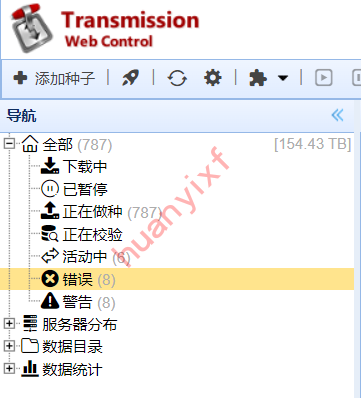 Transmission
Web Control
添加种子
导航
全部 (787) [154.43 TB]
下载中
已暂停
正在做种 (787)
正在校验
活动中 (6)
错误 (8)
警告 (8)
服务器分布
数据目录
数据统计
huanyixf